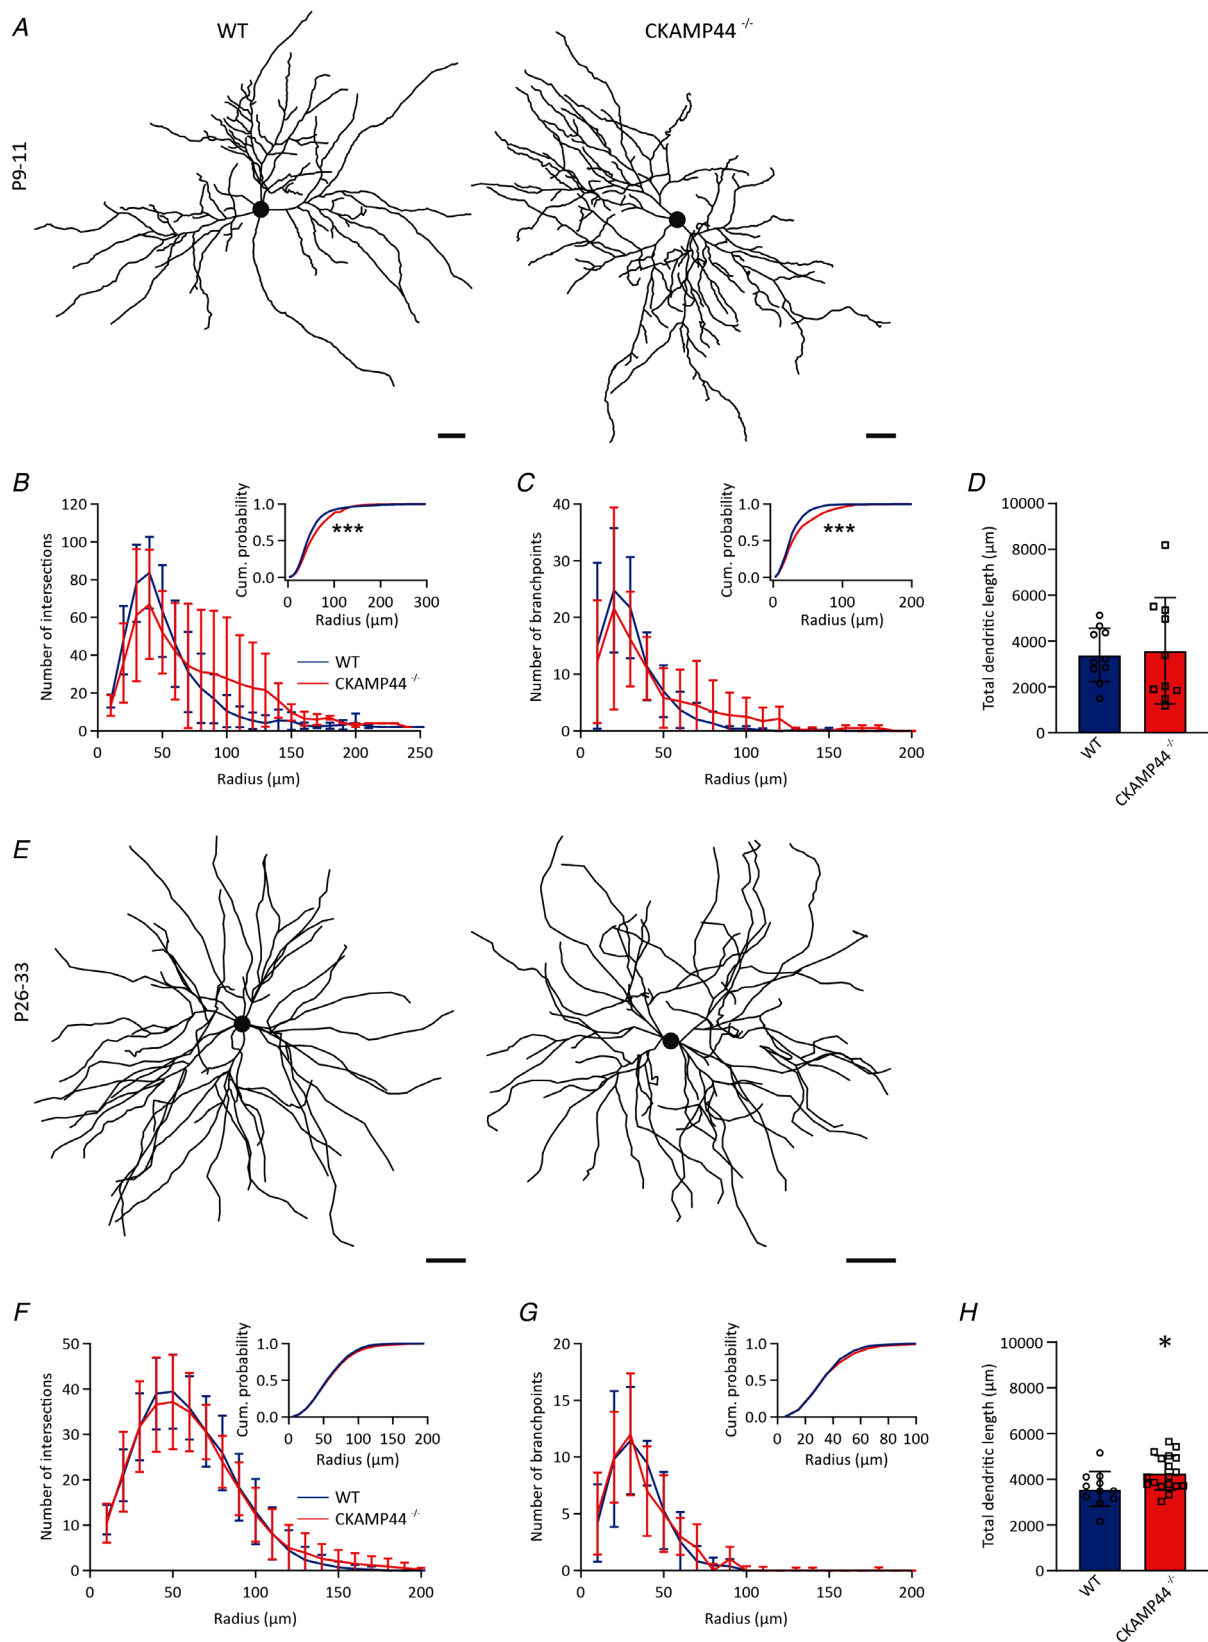 A
WT
CKAMP44 -/-
P9-11
B
Number of intersections
120
100
80
60
40
20
0
0
50
100
150
200
250
Radius (µm)
Cum. probability
1.0
0.5
0.0
0
100
200
300
Radius (µm)
***
WT
CKAMP44 -/-
C
Number of branchpoints
40
30
20
10
0
0
50
100
150
200
Radius (µm)
Cum. probability
1.0
0.5
0.0
0
100
200
Radius (µm)
***
D
Total dendritic length (µm)
10000
8000
6000
4000
2000
0
WT
CKAMP44 -/-
E
P26-33
F
Number of intersections
50
40
30
20
10
0
0
50
100
150
200
Radius (µm)
Cum. probability
1.0
0.5
0.0
0
50
100
150
200
Radius (µm)
WT
CKAMP44 -/-
G
Number of branchpoints
20
15
10
5
0
0
50
100
150
200
Radius (µm)
Cum. probability
1.0
0.5
0.0
0
20
40
60
80
100
Radius (µm)
H
Total dendritic length (µm)
10000
8000
6000
4000
2000
0
*
WT
CKAMP44 -/-